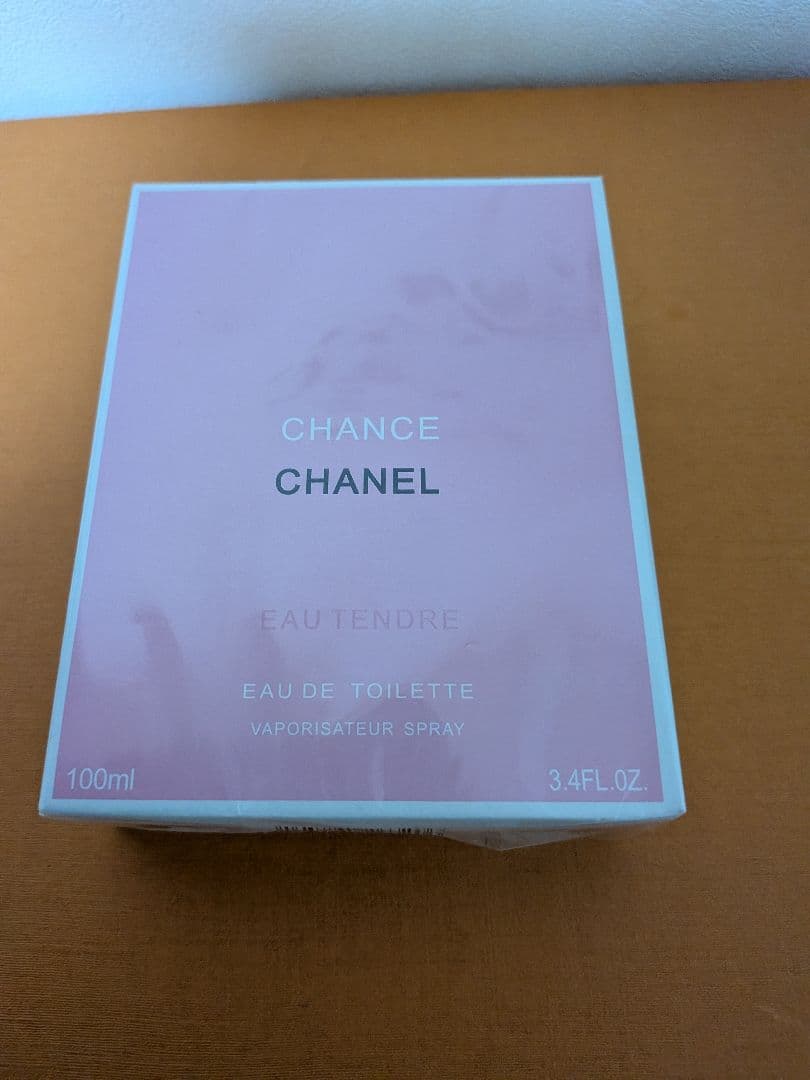 CHANCE
CHANEL
EAU TENDRE
EAU DE TOILETTE
VAPORISATEUR SPRAY
100ml 3.4FL.OZ.